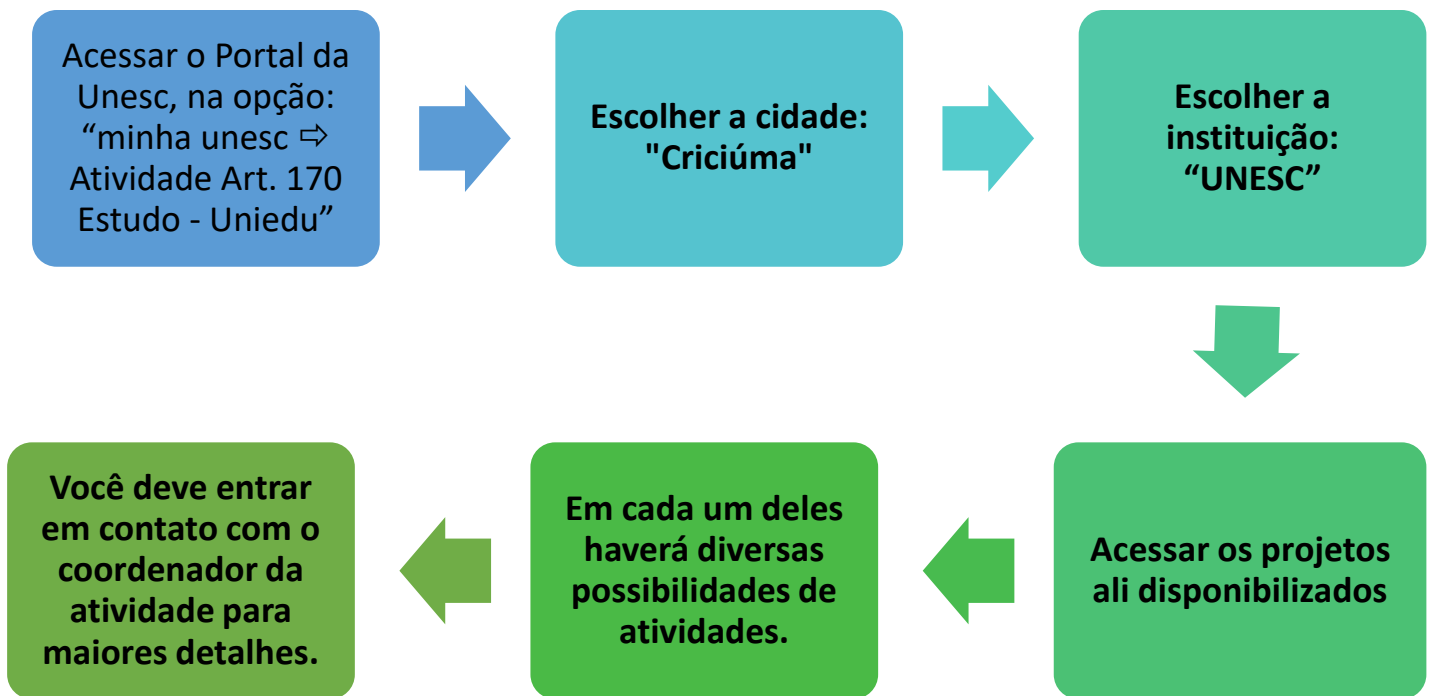 Acessar o Portal da
Unesc, na opção:
“minha unesc ⇨
Atividade Art. 170
Estudo - Uniedu”
Escolher a cidade:
"Criciúma"
Escolher a
instituição:
“UNESC”
Acessar os projetos
ali disponibilizados
Em cada um deles
haverá diversas
possibilidades de
atividades.
Você deve entrar
em contato com o
coordenador da
atividade para
maiores detalhes.